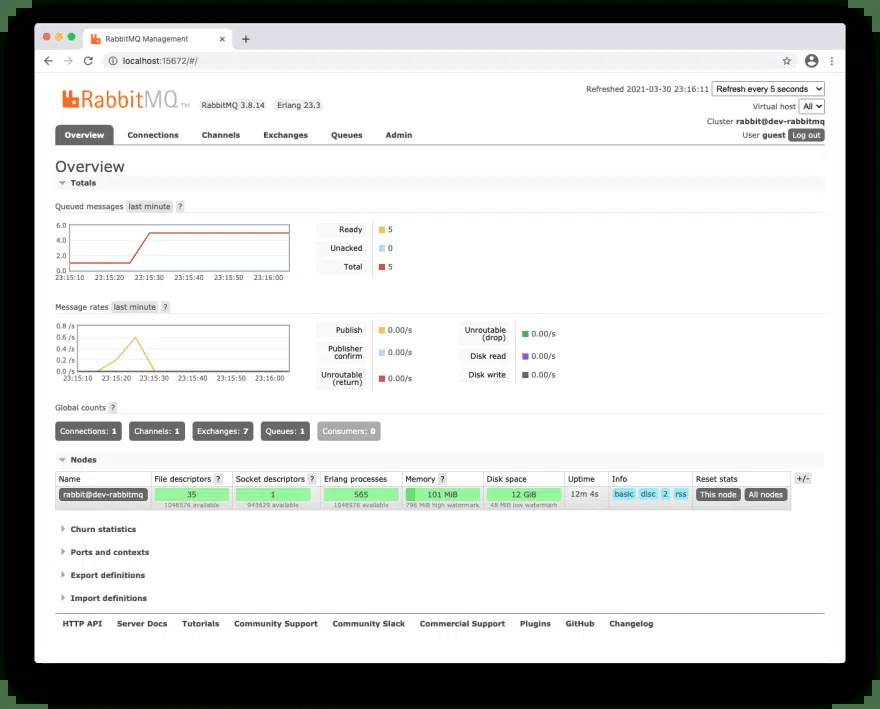 RabbitMQ Management
localhost:15672/#/
RabbitMQ TM RabbitMQ 3.8.14 Erlang 23.3
Refreshed 2021-03-30 23:16:11 Refresh every 5 seconds
Virtual host All
Cluster rabbit@dev-rabbitmq
User guest Log out
Overview Connections Channels Exchanges Queues Admin
Overview
Totals
Queued messages last minute ?
6.0
4.0
2.0
0.0
23:15:10 23:15:20 23:15:30 23:15:40 23:15:50 23:16:00
Ready 5
Unacked 0
Total 5
Message rates last minute ?
0.8 /s
0.6 /s
0.4 /s
0.2 /s
0.0 /s
23:15:10 23:15:20 23:15:30 23:15:40 23:15:50 23:16:00
Publish 0.00/s
Publisher
confirm 0.00/s
Unroutable
(return) 0.00/s
Unroutable
(drop) 0.00/s
Disk read 0.00/s
Disk write 0.00/s
Global counts ?
Connections: 1 Channels: 1 Exchanges: 7 Queues: 1 Consumers: 0
Nodes
Name File descriptors ? Socket descriptors ? Erlang processes Memory ? Disk space Uptime Info Reset stats +/-
rabbit@dev-rabbitmq 35 1 565 101 MiB 12 GiB 12m 4s basic disc 2 rss This node All nodes
1048576 available 943629 available 1048576 available 796 MiB high watermark 48 MiB low watermark
Churn statistics
Ports and contexts
Export definitions
Import definitions
HTTP API Server Docs Tutorials Community Support Community Slack Commercial Support Plugins GitHub Changelog